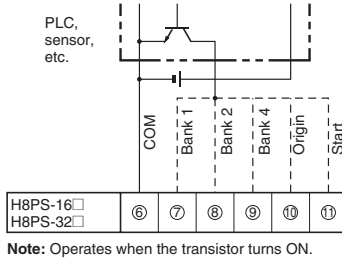 PLC,
sensor,
etc.
COM
Bank 1
Bank 2
Bank 4
Origin
Start
H8PS-16□
H8PS-32□
⑥ ⑦ ⑧ ⑨ ⑩ ⑪
Note: Operates when the transistor turns ON.